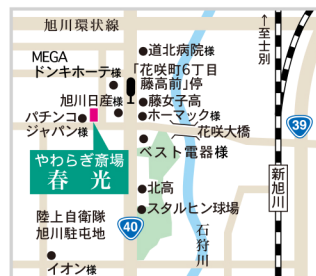 旭川環状線
↑至士別
道北病院様
MEGA
ドンキホーテ様
「花咲町6丁目
藤高前」停
旭川日産様
藤女子高
パチンコ
ジャパン様
ホーマック様
花咲大橋
39
やわらぎ斎場
春光
ベスト電器様
新旭川
北高
スタルヒン球場
陸上自衛隊
旭川駐屯地
40
石狩川
イオン様